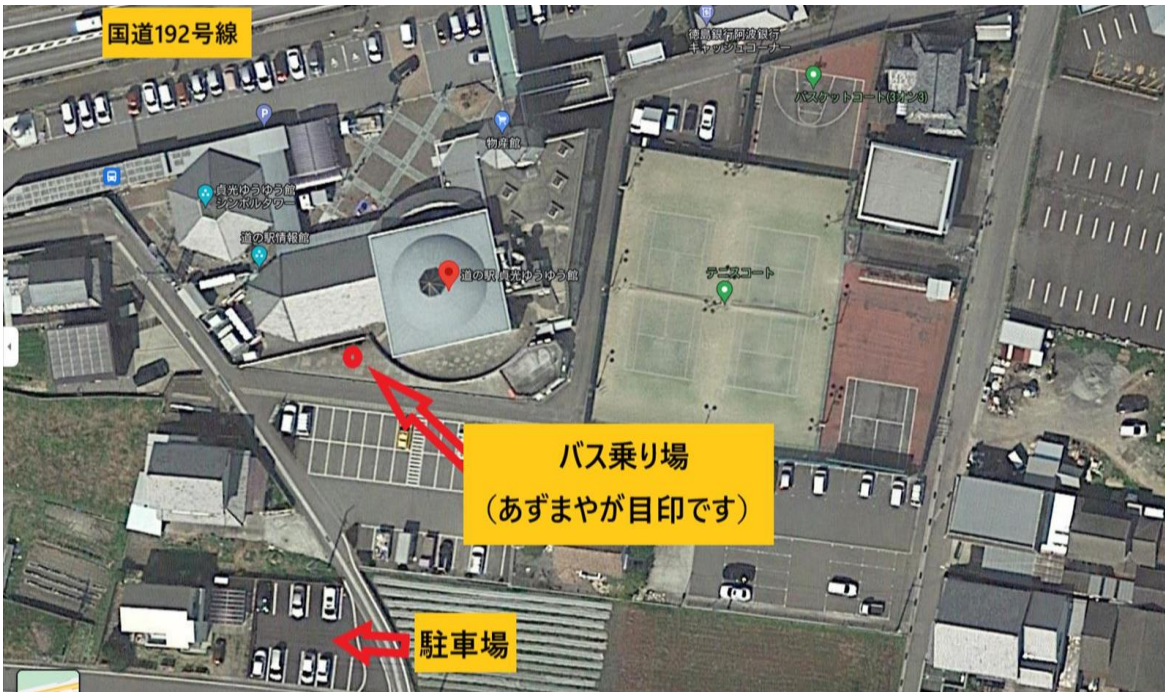 国道192号線
徳島銀行阿波銀行
キャッシュコーナー
バスケットコート(3オン3)
P
物産館
貞光ゆうゆう館
シンボルタワー
道の駅情報館
道の駅 貞光ゆうゆう館
テニスコート
バス乗り場
（あずまやが目印です）
駐車場